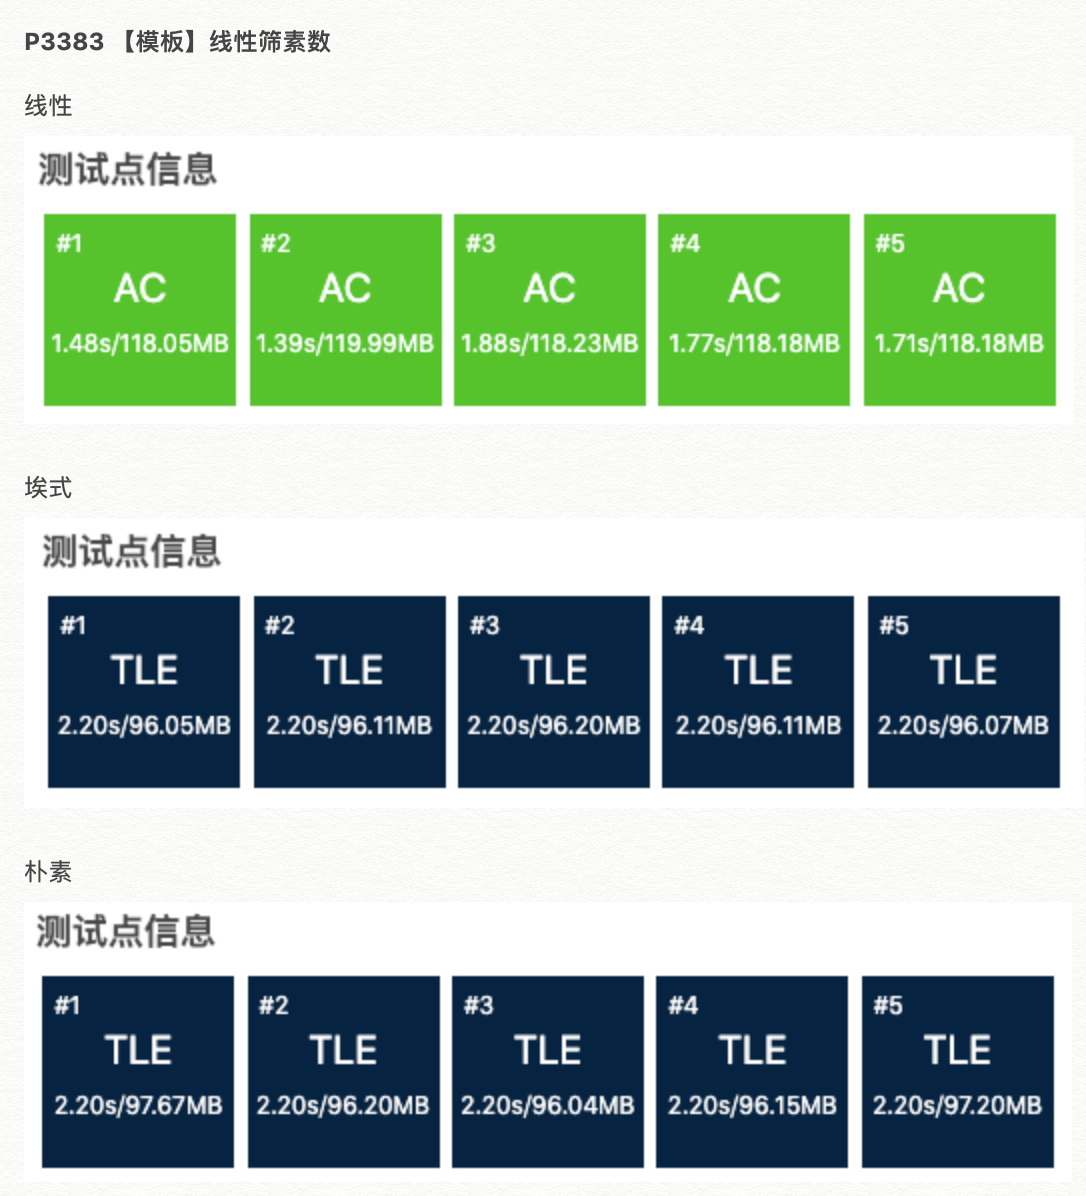 P3383 【模板】线性筛素数
线性
测试点信息
#1 #2 #3 #4 #5
AC AC AC AC AC
1.48s/118.05MB 1.39s/119.99MB 1.88s/118.23MB 1.77s/118.18MB 1.71s/118.18MB
埃式
测试点信息
#1 #2 #3 #4 #5
TLE TLE TLE TLE TLE
2.20s/96.05MB 2.20s/96.11MB 2.20s/96.20MB 2.20s/96.11MB 2.20s/96.07MB
朴素
测试点信息
#1 #2 #3 #4 #5
TLE TLE TLE TLE TLE
2.20s/97.67MB 2.20s/96.20MB 2.20s/96.04MB 2.20s/96.15MB 2.20s/97.20MB